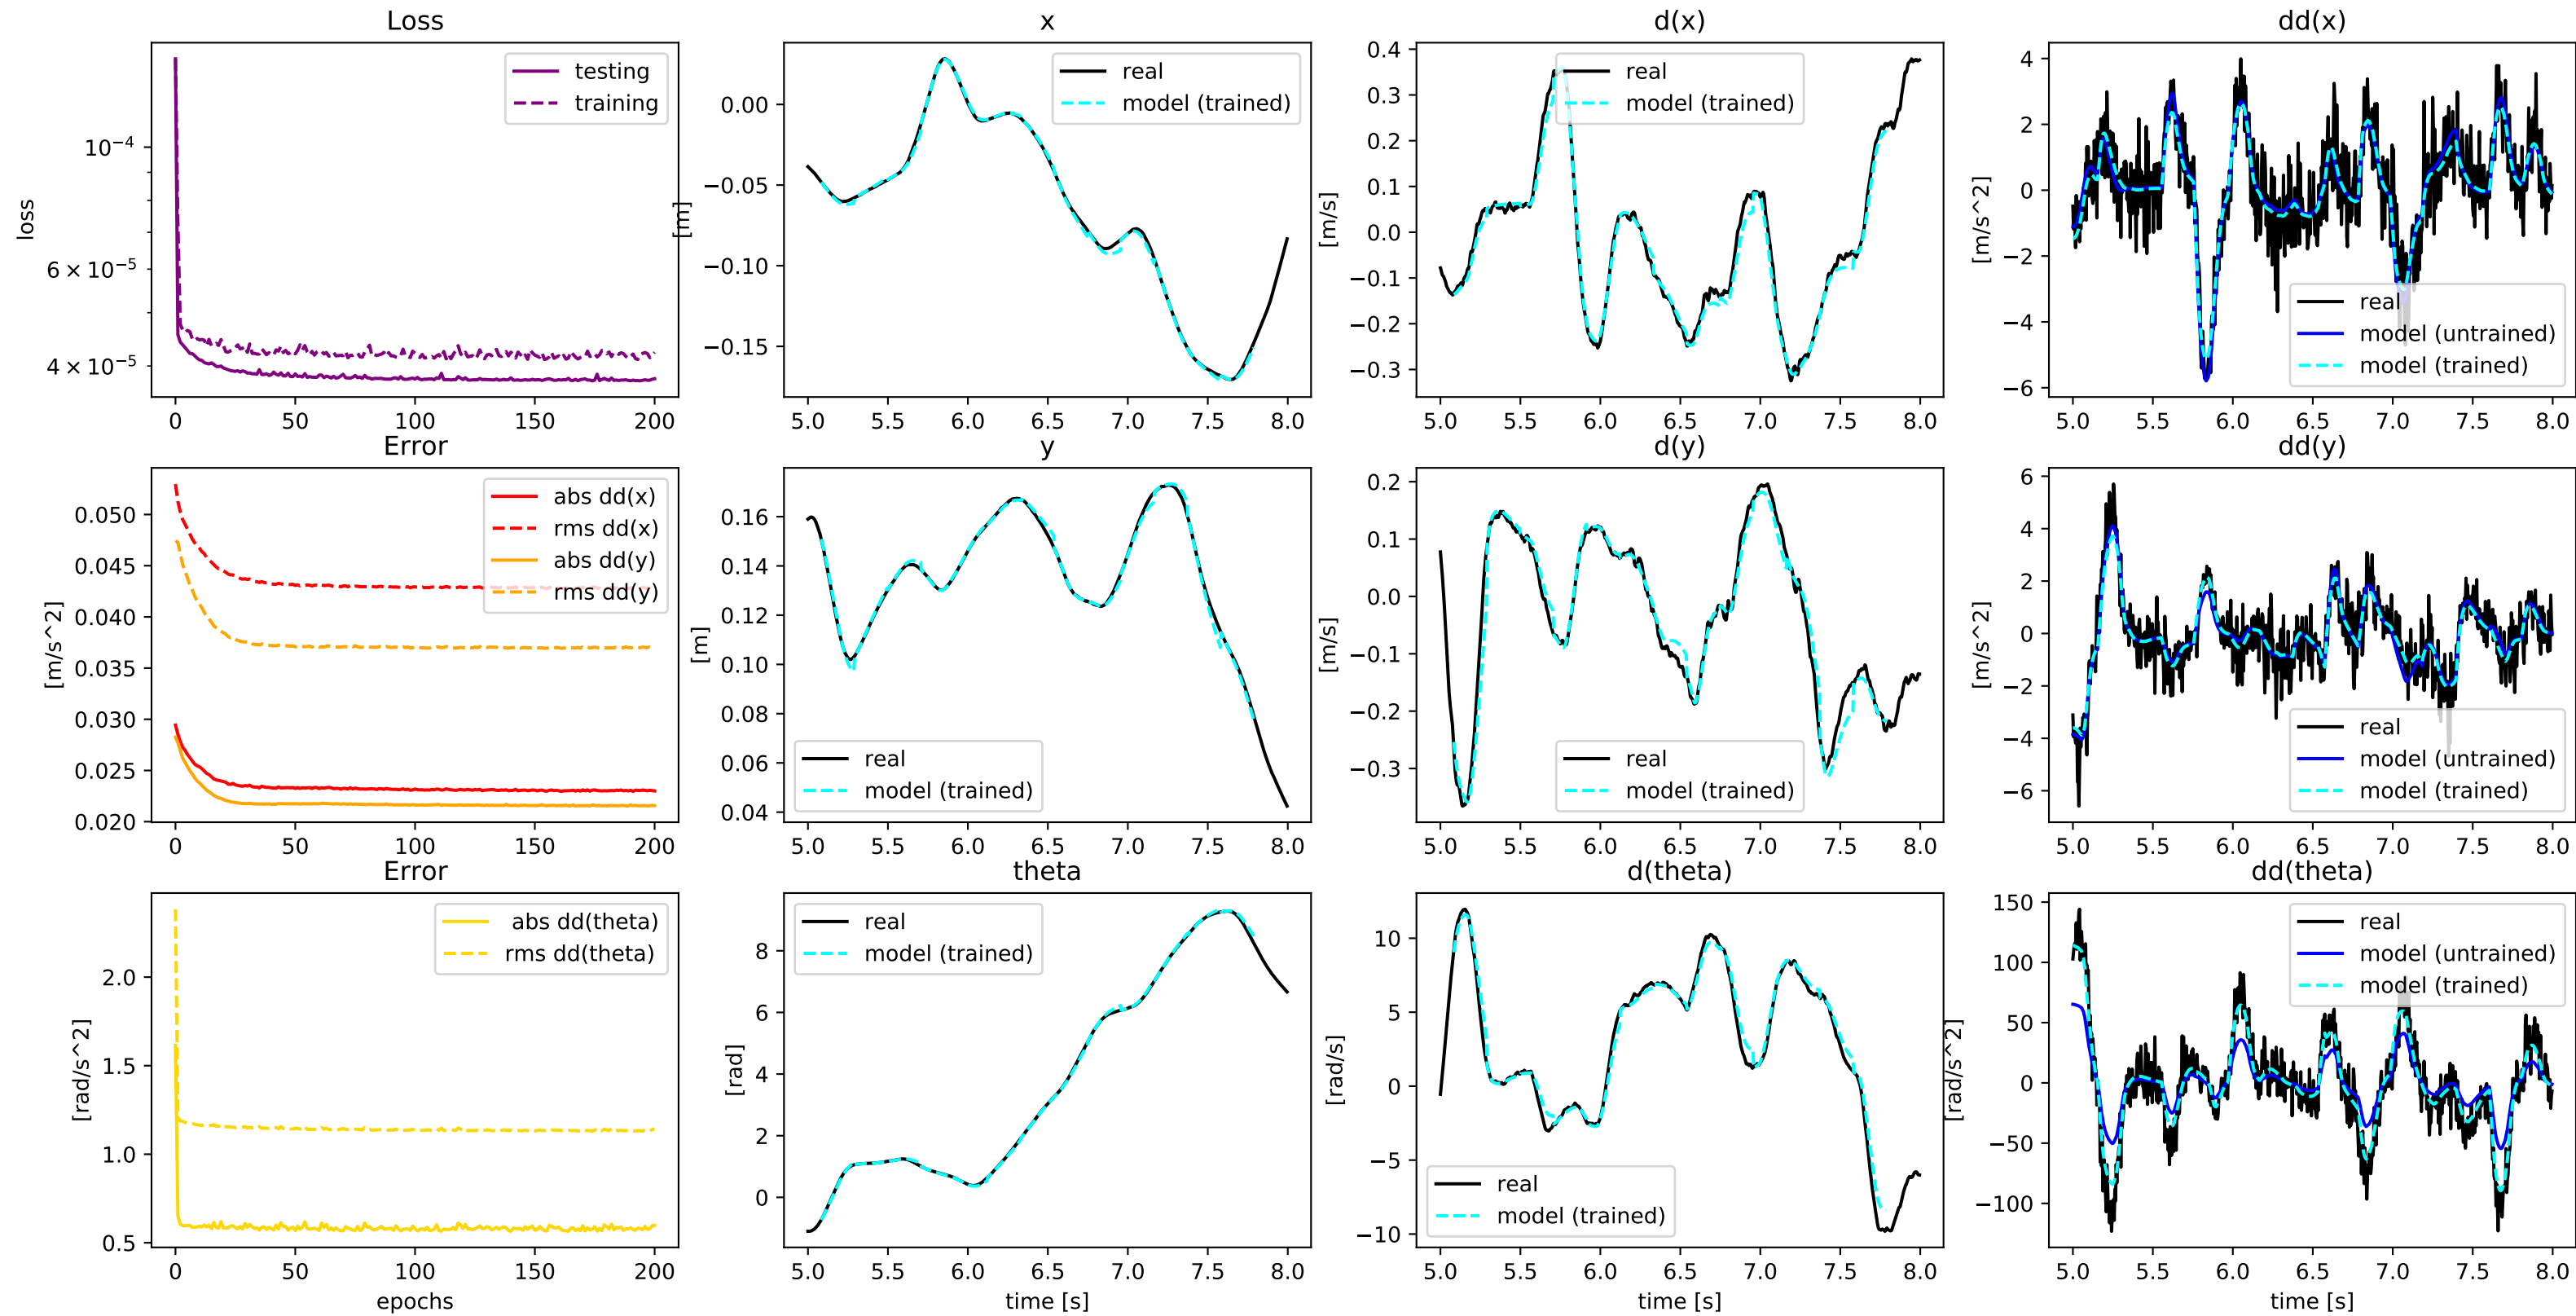 Loss
x
d(x)
dd(x)
testing
training
real
model (trained)
real
model (trained)
real
model (untrained)
model (trained)
loss
[m]
[m/s]
[m/s^2]
10⁻⁴
6 × 10⁻⁵
4 × 10⁻⁵
0.00
−0.05
−0.10
−0.15
0.4
0.3
0.2
0.1
0.0
−0.1
−0.2
−0.3
4
2
0
−2
−4
−6
0 50 100 150 200
5.0 5.5 6.0 6.5 7.0 7.5 8.0
5.0 5.5 6.0 6.5 7.0 7.5 8.0
5.0 5.5 6.0 6.5 7.0 7.5 8.0
Error
y
d(y)
dd(y)
abs dd(x)
rms dd(x)
abs dd(y)
rms dd(y)
real
model (trained)
real
model (trained)
real
model (untrained)
model (trained)
[m/s^2]
[m]
[m/s]
[m/s^2]
0.050
0.045
0.040
0.035
0.030
0.025
0.020
0.16
0.14
0.12
0.10
0.08
0.06
0.04
0.2
0.1
0.0
−0.1
−0.2
−0.3
6
4
2
0
−2
−4
−6
0 50 100 150 200
5.0 5.5 6.0 6.5 7.0 7.5 8.0
5.0 5.5 6.0 6.5 7.0 7.5 8.0
5.0 5.5 6.0 6.5 7.0 7.5 8.0
Error
theta
d(theta)
dd(theta)
abs dd(theta)
rms dd(theta)
real
model (trained)
real
model (trained)
real
model (untrained)
model (trained)
[rad/s^2]
[rad]
[rad/s]
[rad/s^2]
2.0
1.5
1.0
0.5
8
6
4
2
0
10
5
0
−5
−10
150
100
50
0
−50
−100
0 50 100 150 200
5.0 5.5 6.0 6.5 7.0 7.5 8.0
5.0 5.5 6.0 6.5 7.0 7.5 8.0
5.0 5.5 6.0 6.5 7.0 7.5 8.0
epochs
time [s]
time [s]
time [s]